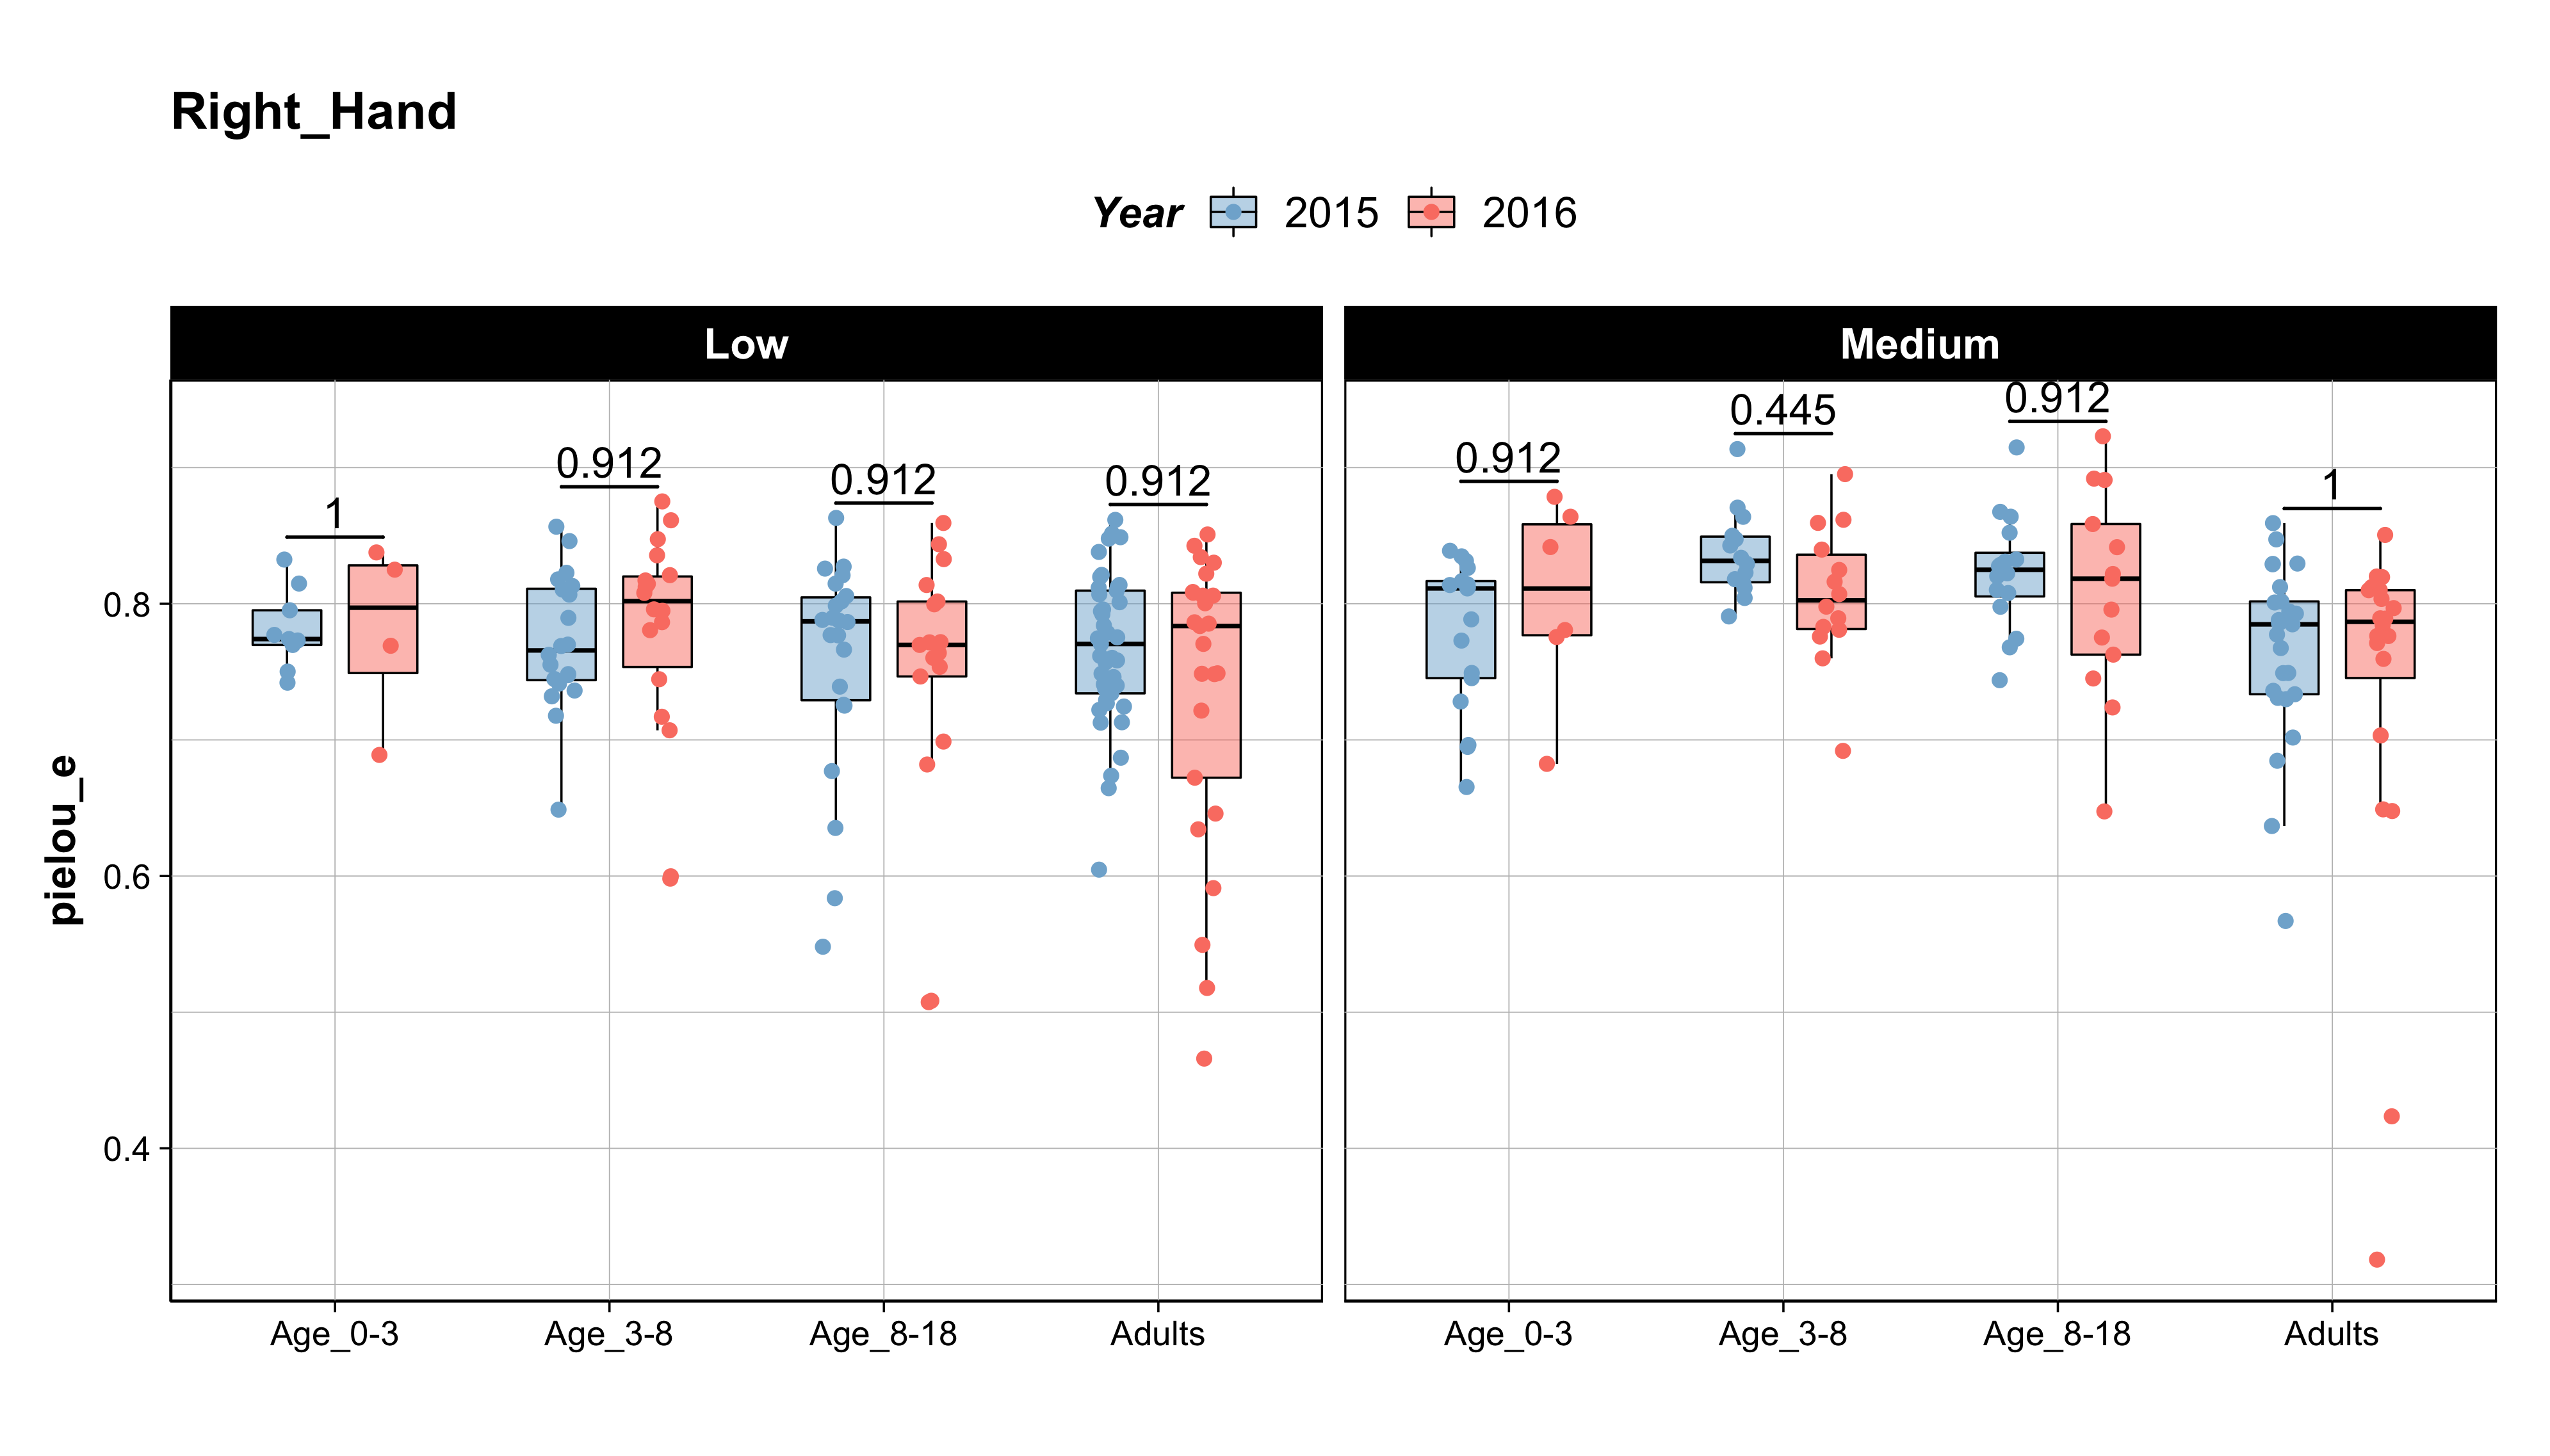 Right_Hand
Year 2015 2016
Low Medium
0.912
0.445
0.912
0.912 0.912 0.912
1 1
0.8
0.6
0.4
pielou_e
Age_0-3 Age_3-8 Age_8-18 Adults Age_0-3 Age_3-8 Age_8-18 Adults